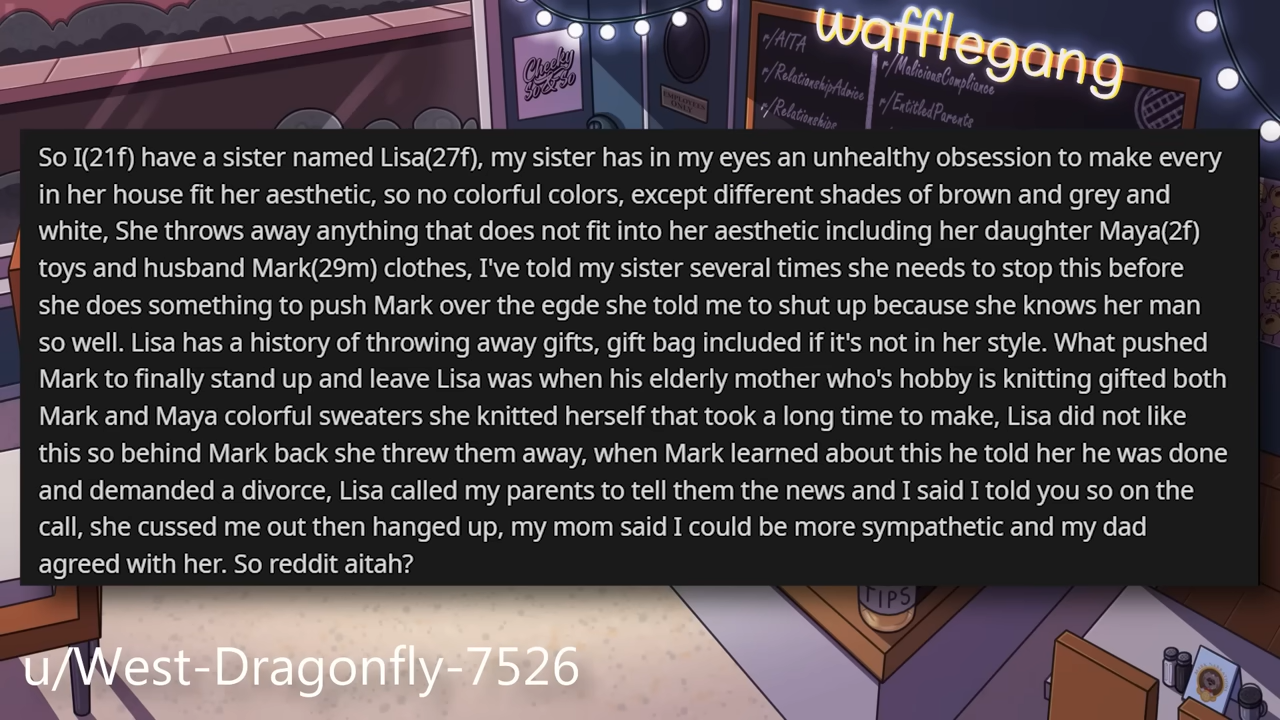 wafflegang
Cheeky
SOCKSO
EMPLOYEES
ONLY
r/AITA
r/RelationshipAdvice
r/Relationships
r/MaliciousCompliance
r/EntitledParents
So I(21f) have a sister named Lisa(27f), my sister has in my eyes an unhealthy obsession to make every
in her house fit her aesthetic, so no colorful colors, except different shades of brown and grey and
white, She throws away anything that does not fit into her aesthetic including her daughter Maya(2f)
toys and husband Mark(29m) clothes, I've told my sister several times she needs to stop this before
she does something to push Mark over the egde she told me to shut up because she knows her man
so well. Lisa has a history of throwing away gifts, gift bag included if it's not in her style. What pushed
Mark to finally stand up and leave Lisa was when his elderly mother who's hobby is knitting gifted both
Mark and Maya colorful sweaters she knitted herself that took a long time to make, Lisa did not like
this so behind Mark back she threw them away, when Mark learned about this he told her he was done
and demanded a divorce, Lisa called my parents to tell them the news and I said I told you so on the
call, she cussed me out then hanged up, my mom said I could be more sympathetic and my dad
agreed with her. So reddit aitah?
TIPS
u/West-Dragonfly-7526